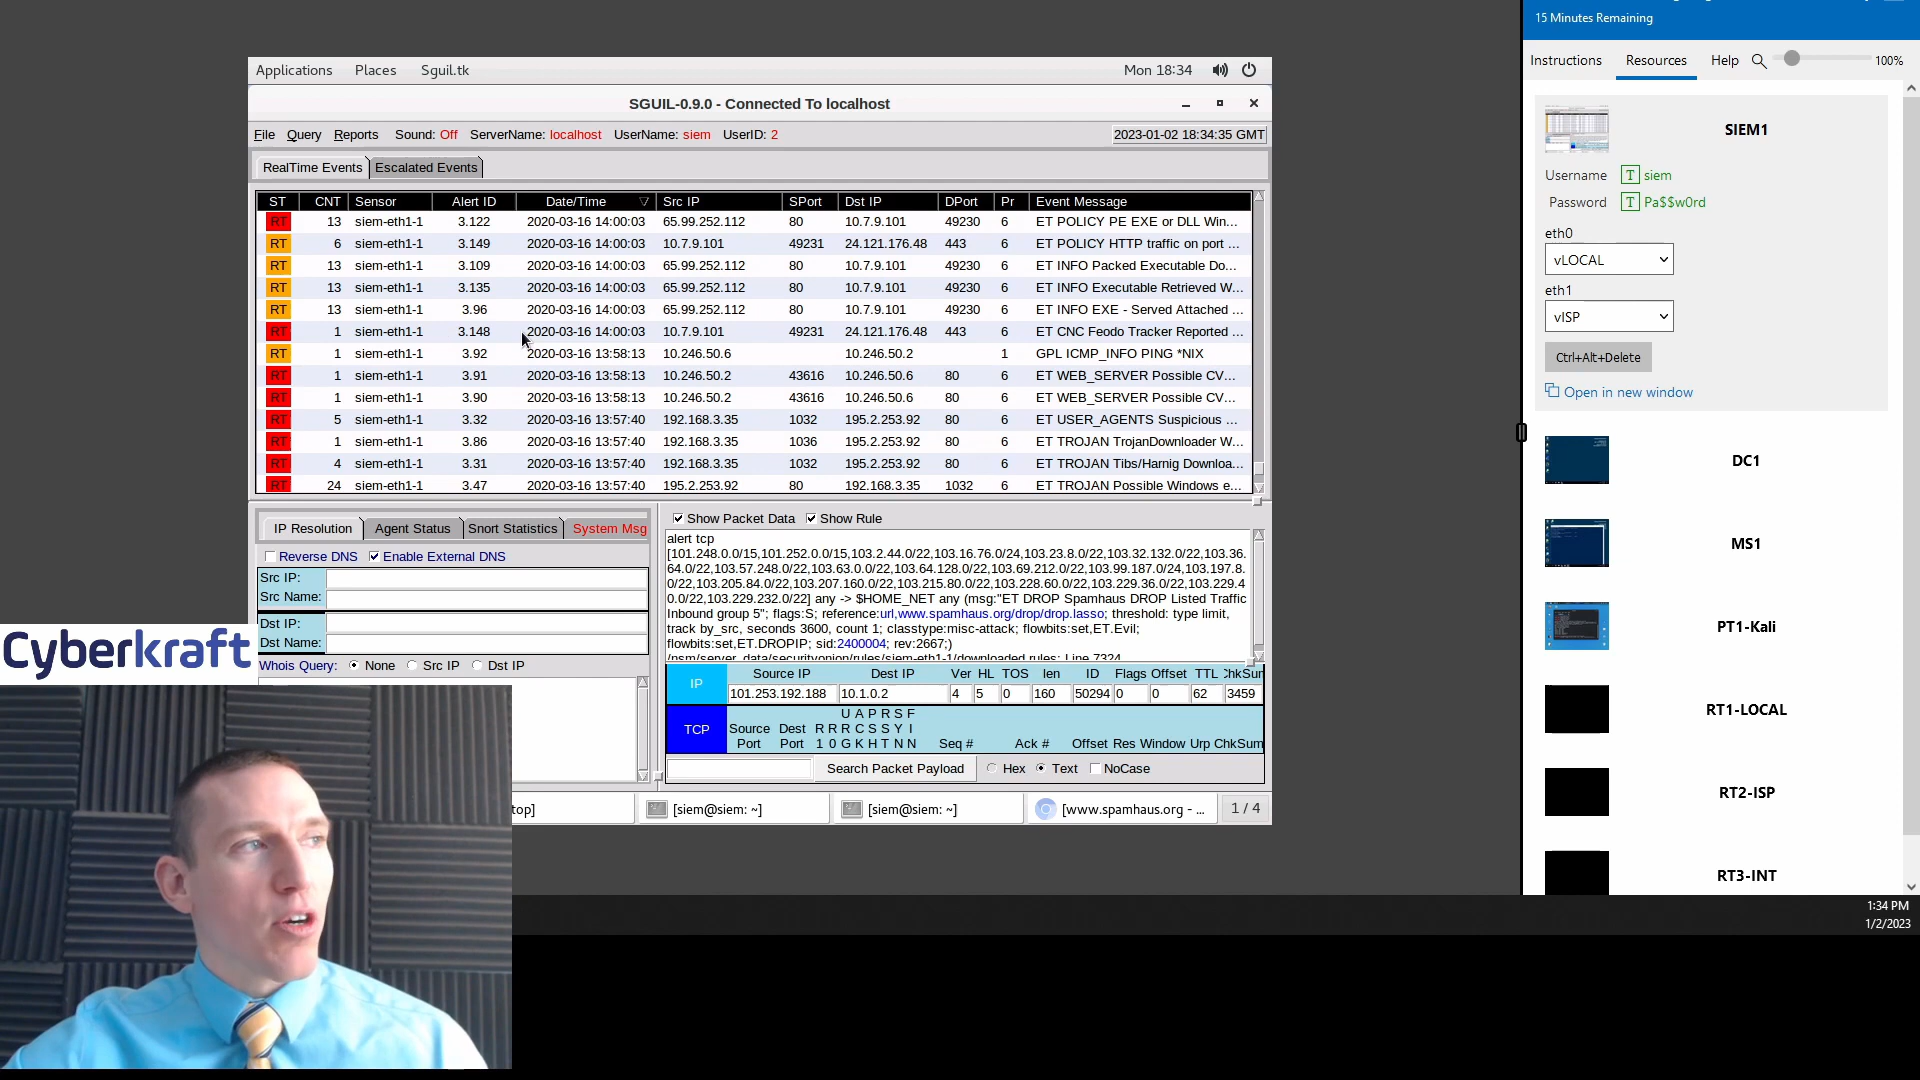 15 Minutes Remaining
Instructions Resources Help 100%
Applications Places Sguil.tk Mon 18:34
SGUIL-0.9.0 - Connected To localhost
File Query Reports Sound: Off ServerName: localhost UserName: siem UserID: 2 2023-01-02 18:34:35 GMT
RealTime Events Escalated Events
ST CNT Sensor Alert ID Date/Time Src IP SPort Dst IP DPort Pr Event Message
RT 13 siem-eth1-1 3.122 2020-03-16 14:00:03 65.99.252.112 80 10.7.9.101 49230 6 ET POLICY PE EXE or DLL Win...
RT 6 siem-eth1-1 3.149 2020-03-16 14:00:03 10.7.9.101 49231 24.121.176.48 443 6 ET POLICY HTTP traffic on port ...
RT 13 siem-eth1-1 3.109 2020-03-16 14:00:03 65.99.252.112 80 10.7.9.101 49230 6 ET INFO Packed Executable Do...
RT 13 siem-eth1-1 3.135 2020-03-16 14:00:03 65.99.252.112 80 10.7.9.101 49230 6 ET INFO Executable Retrieved W...
RT 13 siem-eth1-1 3.96 2020-03-16 14:00:03 65.99.252.112 80 10.7.9.101 49230 6 ET INFO EXE - Served Attached ...
RT 1 siem-eth1-1 3.148 2020-03-16 14:00:03 10.7.9.101 49231 24.121.176.48 443 6 ET CNC Feodo Tracker Reported ...
RT 1 siem-eth1-1 3.92 2020-03-16 13:58:13 10.246.50.6 10.246.50.2 1 GPL ICMP_INFO PING *NIX
RT 1 siem-eth1-1 3.91 2020-03-16 13:58:13 10.246.50.2 43616 10.246.50.6 80 6 ET WEB_SERVER Possible CV...
RT 1 siem-eth1-1 3.90 2020-03-16 13:58:13 10.246.50.2 43616 10.246.50.6 80 6 ET WEB_SERVER Possible CV...
RT 5 siem-eth1-1 3.32 2020-03-16 13:57:40 192.168.3.35 1032 195.2.253.92 80 6 ET USER_AGENTS Suspicious ...
RT 1 siem-eth1-1 3.86 2020-03-16 13:57:40 192.168.3.35 1036 195.2.253.92 80 6 ET TROJAN TrojanDownloader W...
RT 4 siem-eth1-1 3.31 2020-03-16 13:57:40 192.168.3.35 1032 195.2.253.92 80 6 ET TROJAN Tibs/Harnig Downloa...
RT 24 siem-eth1-1 3.47 2020-03-16 13:57:40 195.2.253.92 80 192.168.3.35 1032 6 ET TROJAN Possible Windows e...
IP Resolution Agent Status Snort Statistics System Msg
Reverse DNS Enable External DNS
Src IP:
Src Name:
Dst IP:
Dst Name:
Whois Query: None Src IP Dst IP
Show Packet Data Show Rule
alert tcp
[101.248.0.0/15,101.252.0.0/15,103.2.44.0/22,103.16.76.0/24,103.23.8.0/22,103.32.132.0/22,103.36.
64.0/22,103.57.248.0/22,103.63.0.0/22,103.64.128.0/22,103.69.212.0/22,103.99.187.0/24,103.197.8.
0/22,103.205.84.0/22,103.207.160.0/22,103.215.80.0/22,103.228.60.0/22,103.229.36.0/22,103.229.4
0.0/22,103.229.232.0/22] any -> $HOME_NET any (msg:"ET DROP Spamhaus DROP Listed Traffic
Inbound group 5"; flags:S; reference:url,www.spamhaus.org/drop/drop.lasso; threshold: type limit,
track by_src, seconds 3600, count 1; classtype:misc-attack; flowbits:set,ET.Evil;
flowbits:set,ET.DROPIP; sid:2400004; rev:2667;)
/nsm/server_data/securityonion/rules/siem-eth1-1/downloaded.rules: Line 7324
IP Source IP Dest IP Ver HL TOS len ID Flags Offset TTL ChkSum
101.253.192.188 10.1.0.2 4 5 0 160 50294 0 0 62 3459
U A P R S F
TCP Source Dest R R R C S S Y I
Port Port 1 0 G K H T N N Seq # Ack # Offset Res Window Urp ChkSum
Search Packet Payload Hex Text NoCase
top] [siem@siem: ~] [siem@siem: ~] [www.spamhaus.org - ... 1 / 4
Cyberkraft
SIEM1
Username T siem
Password T Pa$$w0rd
eth0
vLOCAL
eth1
vISP
Ctrl+Alt+Delete
Open in new window
DC1
MS1
PT1-Kali
RT1-LOCAL
RT2-ISP
RT3-INT
1:34 PM
1/2/2023